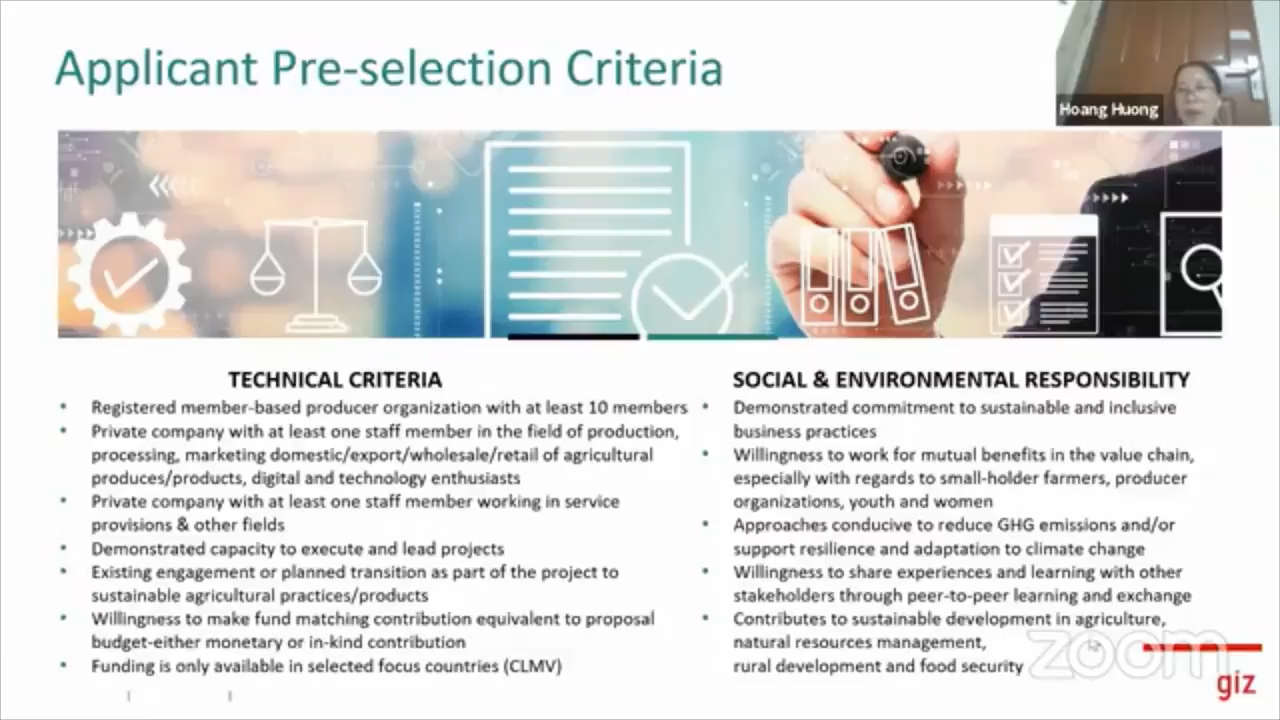 Applicant Pre-selection Criteria
Hoang Huong
TECHNICAL CRITERIA
• Registered member-based producer organization with at least 10 members
• Private company with at least one staff member in the field of production,
processing, marketing domestic/export/wholesale/retail of agricultural
produces/products, digital and technology enthusiasts
• Private company with at least one staff member working in service
provisions & other fields
• Demonstrated capacity to execute and lead projects
• Existing engagement or planned transition as part of the project to
sustainable agricultural practices/products
• Willingness to make fund matching contribution equivalent to proposal
budget-either monetary or in-kind contribution
• Funding is only available in selected focus countries (CLMV)
SOCIAL & ENVIRONMENTAL RESPONSIBILITY
• Demonstrated commitment to sustainable and inclusive
business practices
• Willingness to work for mutual benefits in the value chain,
especially with regards to small-holder farmers, producer
organizations, youth and women
• Approaches conducive to reduce GHG emissions and/or
support resilience and adaptation to climate change
• Willingness to share experiences and learning with other
stakeholders through peer-to-peer learning and exchange
• Contributes to sustainable development in agriculture,
natural resources management,
rural development and food security
zoom
giz